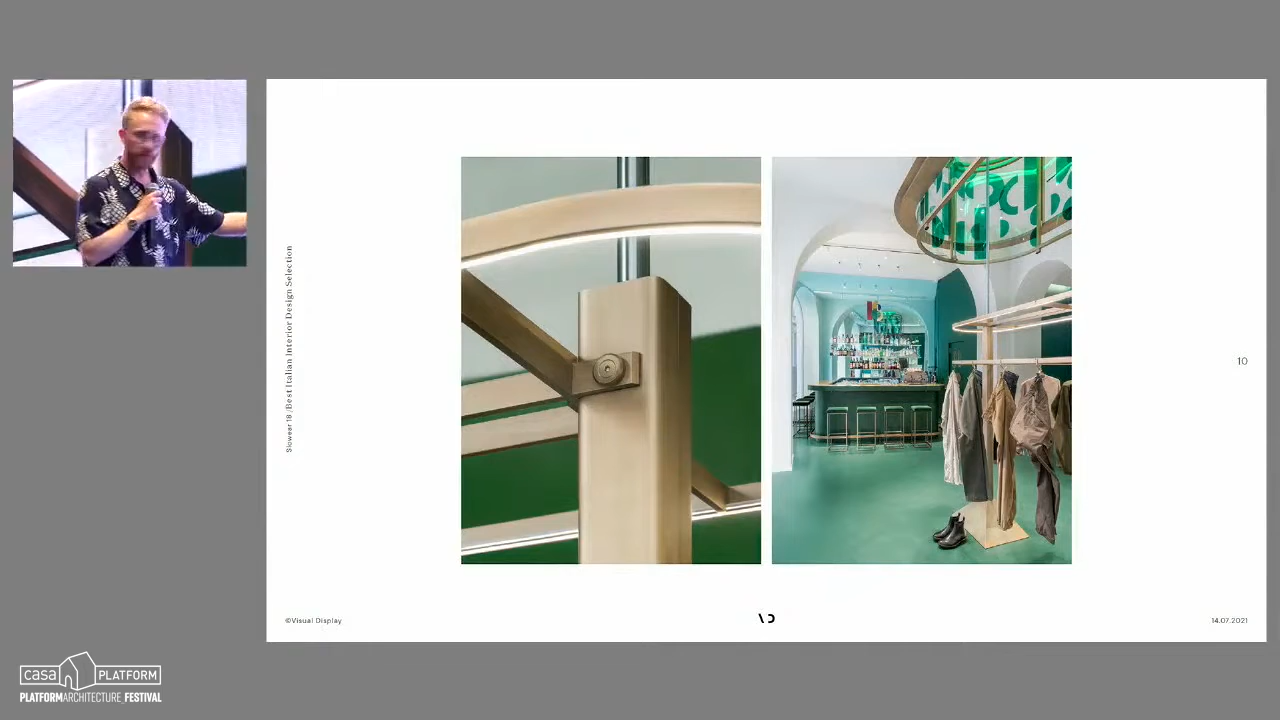 Slowear 18 /Best Italian Interior Design Selection
10
©Visual Display
14.07.2021
casa PLATFORM
PLATFORMARCHITECTURE_FESTIVAL